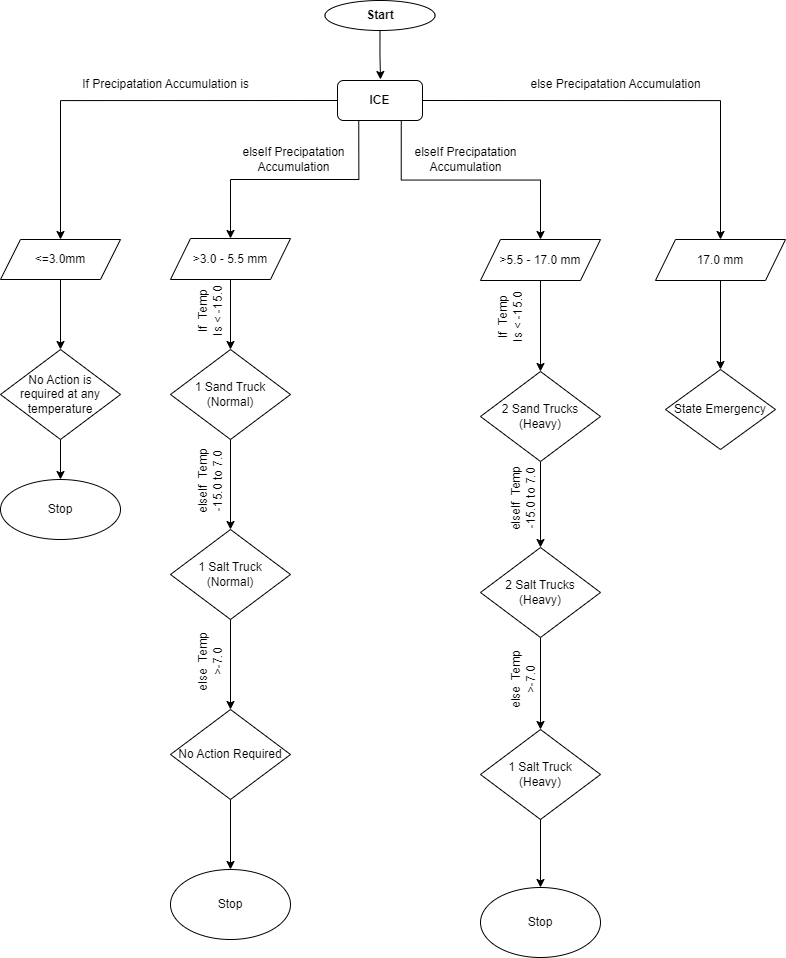 Start
If Precipatation Accumulation is
else Precipatation Accumulation
ICE
elseIf Precipatation
Accumulation
elseIf Precipatation
Accumulation
<=3.0mm
>3.0 - 5.5 mm
>5.5 - 17.0 mm
17.0 mm
If Temp
Is < -15.0
If Temp
Is < -15.0
No Action is
required at any
temperature
1 Sand Truck
(Normal)
2 Sand Trucks
(Heavy)
State Emergency
elseIf Temp
-15.0 to 7.0
elseIf Temp
-15.0 to 7.0
Stop
1 Salt Truck
(Normal)
2 Salt Trucks
(Heavy)
else Temp
>-7.0
else Temp
>-7.0
No Action Required
1 Salt Truck
(Heavy)
Stop
Stop